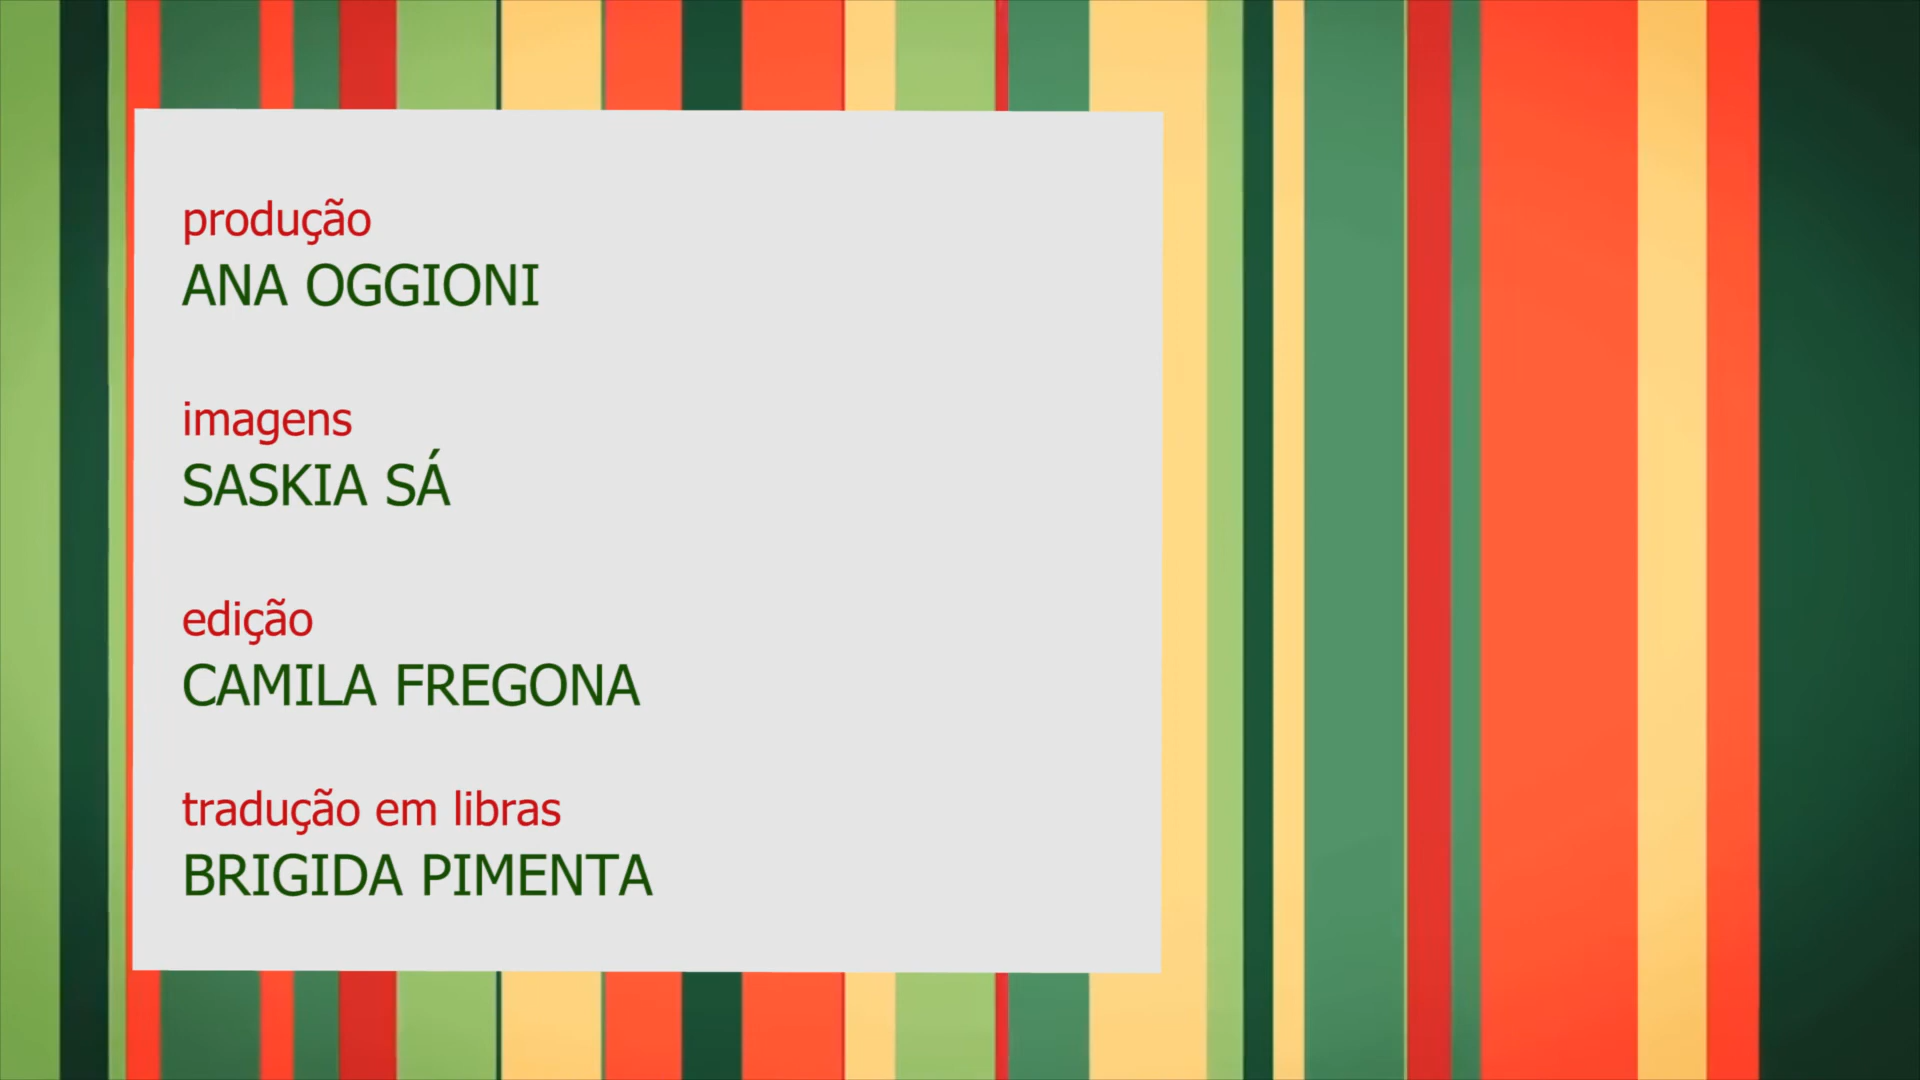 produção
ANA OGGIONI
imagens
SASKIA SÁ
edição
CAMILA FREGONA
tradução em libras
BRIGIDA PIMENTA